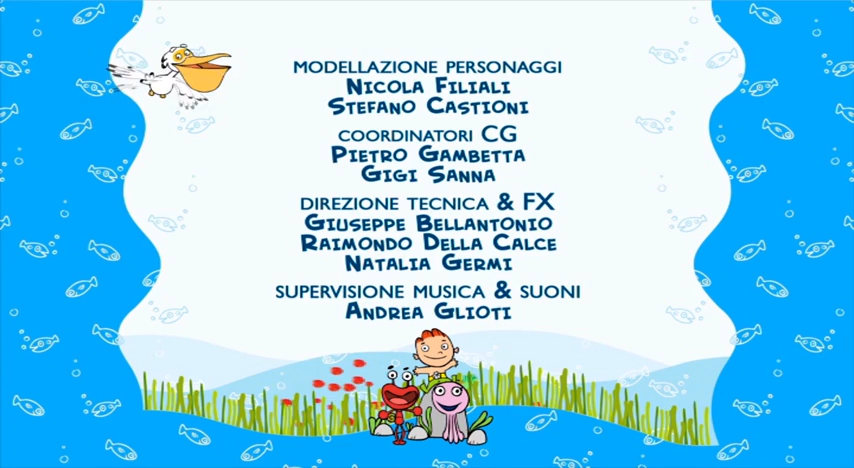 MODELLAZIONE PERSONAGGI
NICOLA FILIALI
STEFANO CASTIONI
COORDINATORI CG
PIETRO GAMBETTA
GIGI SANNA
DIREZIONE TECNICA & FX
GIUSEPPE BELLANTONIO
RAIMONDO DELLA CALCE
NATALIA GERMI
SUPERVISIONE MUSICA & SUONI
ANDREA GLIOTI